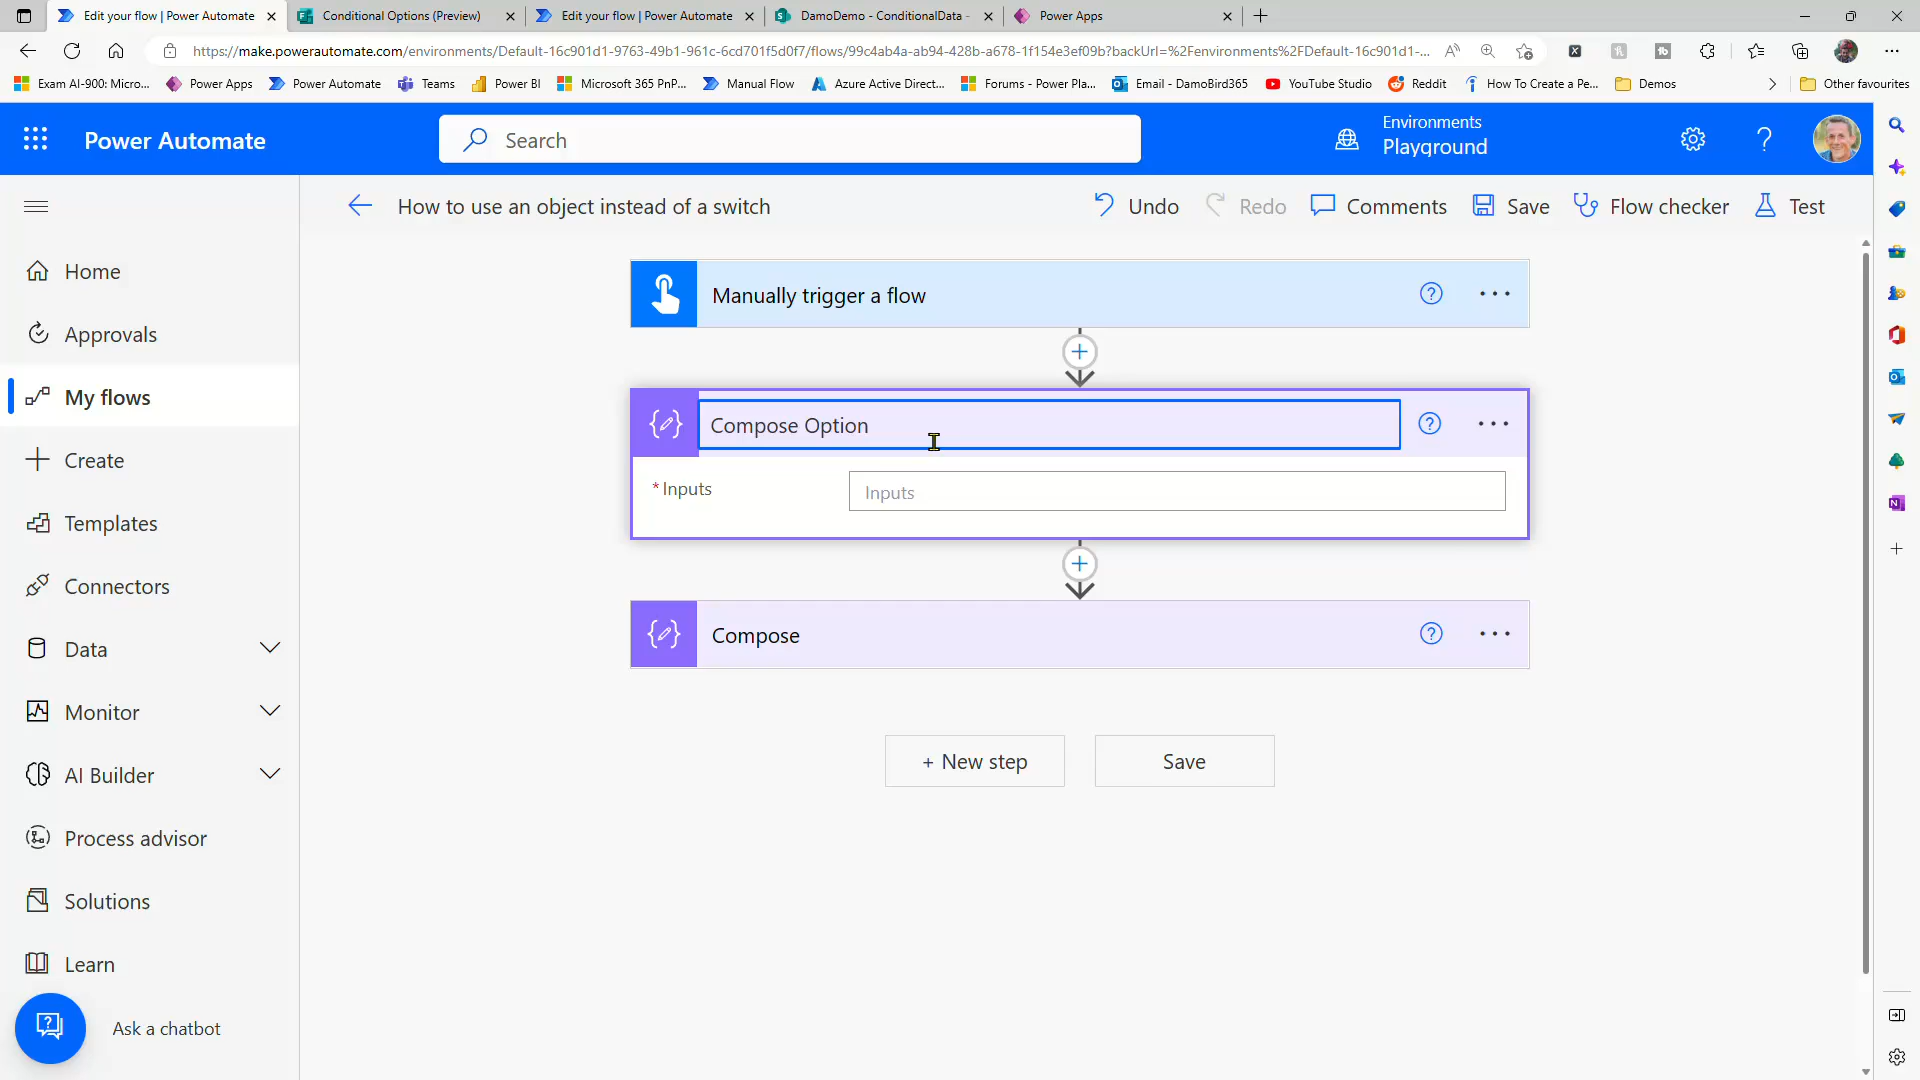 Edit your flow | Power Automate
Conditional Options (Preview)
Edit your flow | Power Automate
DamoDemo - ConditionalData -
Power Apps
https://make.powerautomate.com/environments/Default-16c901d1-9763-49b1-961c-6cd701f5d0f7/flows/99c4ab4a-ab94-428b-a678-1f154e3ef09b?backUrl=%2Fenvironments%2FDefault-16c901d1-...
Exam AI-900: Micro...
Power Apps
Power Automate
Teams
Power BI
Microsoft 365 PnP...
Manual Flow
Azure Active Direct...
Forums - Power Pla...
Email - DamoBird365
YouTube Studio
Reddit
How To Create a Pe...
Demos
Other favourites
Power Automate
Search
Environments
Playground
How to use an object instead of a switch
Undo
Redo
Comments
Save
Flow checker
Test
Home
Approvals
My flows
Create
Templates
Connectors
Data
Monitor
AI Builder
Process advisor
Solutions
Learn
Ask a chatbot
Manually trigger a flow
Compose Option
* Inputs
Inputs
Compose
+ New step
Save